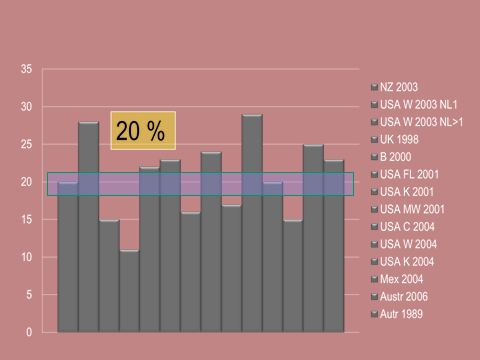 35
30
25
20
15
10
5
0
20 %
NZ 2003
USA W 2003 NL1
USA W 2003 NL>1
UK 1998
B 2000
USA FL 2001
USA K 2001
USA MW 2001
USA C 2004
USA W 2004
USA K 2004
Mex 2004
Austr 2006
Autr 1989